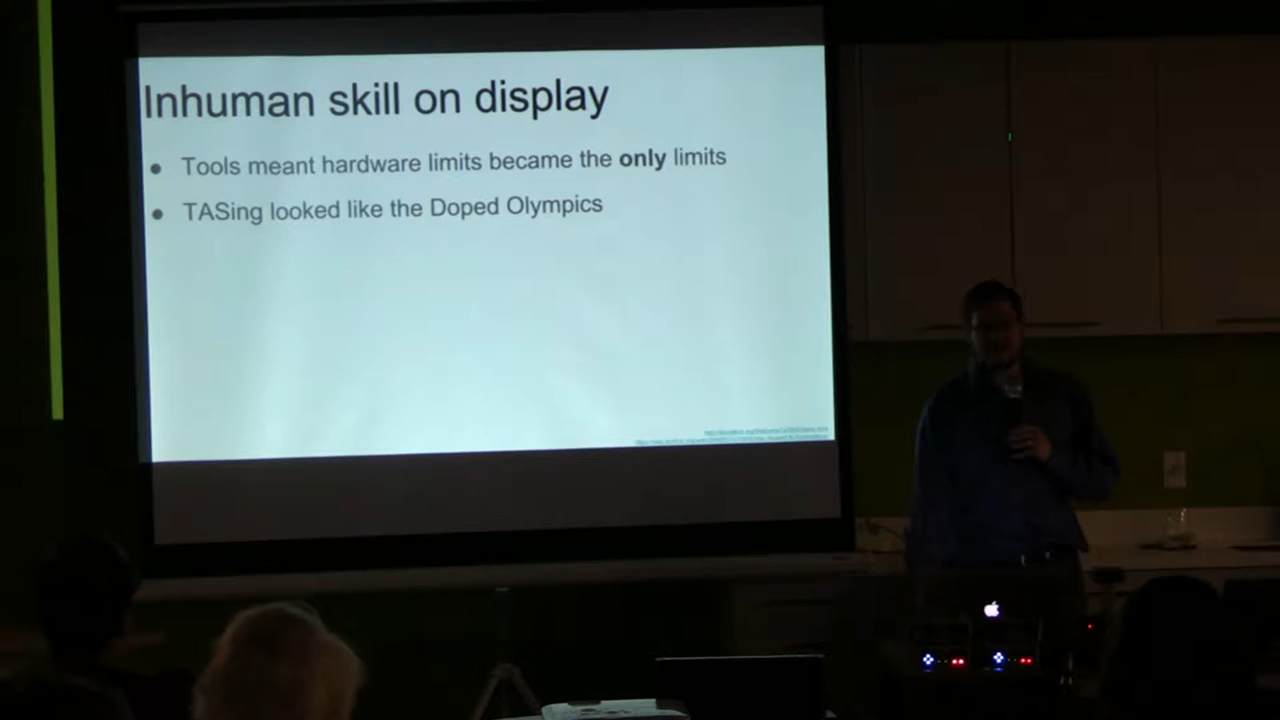 Inhuman skill on display
● Tools meant hardware limits became the only limits
● TASing looked like the Doped Olympics